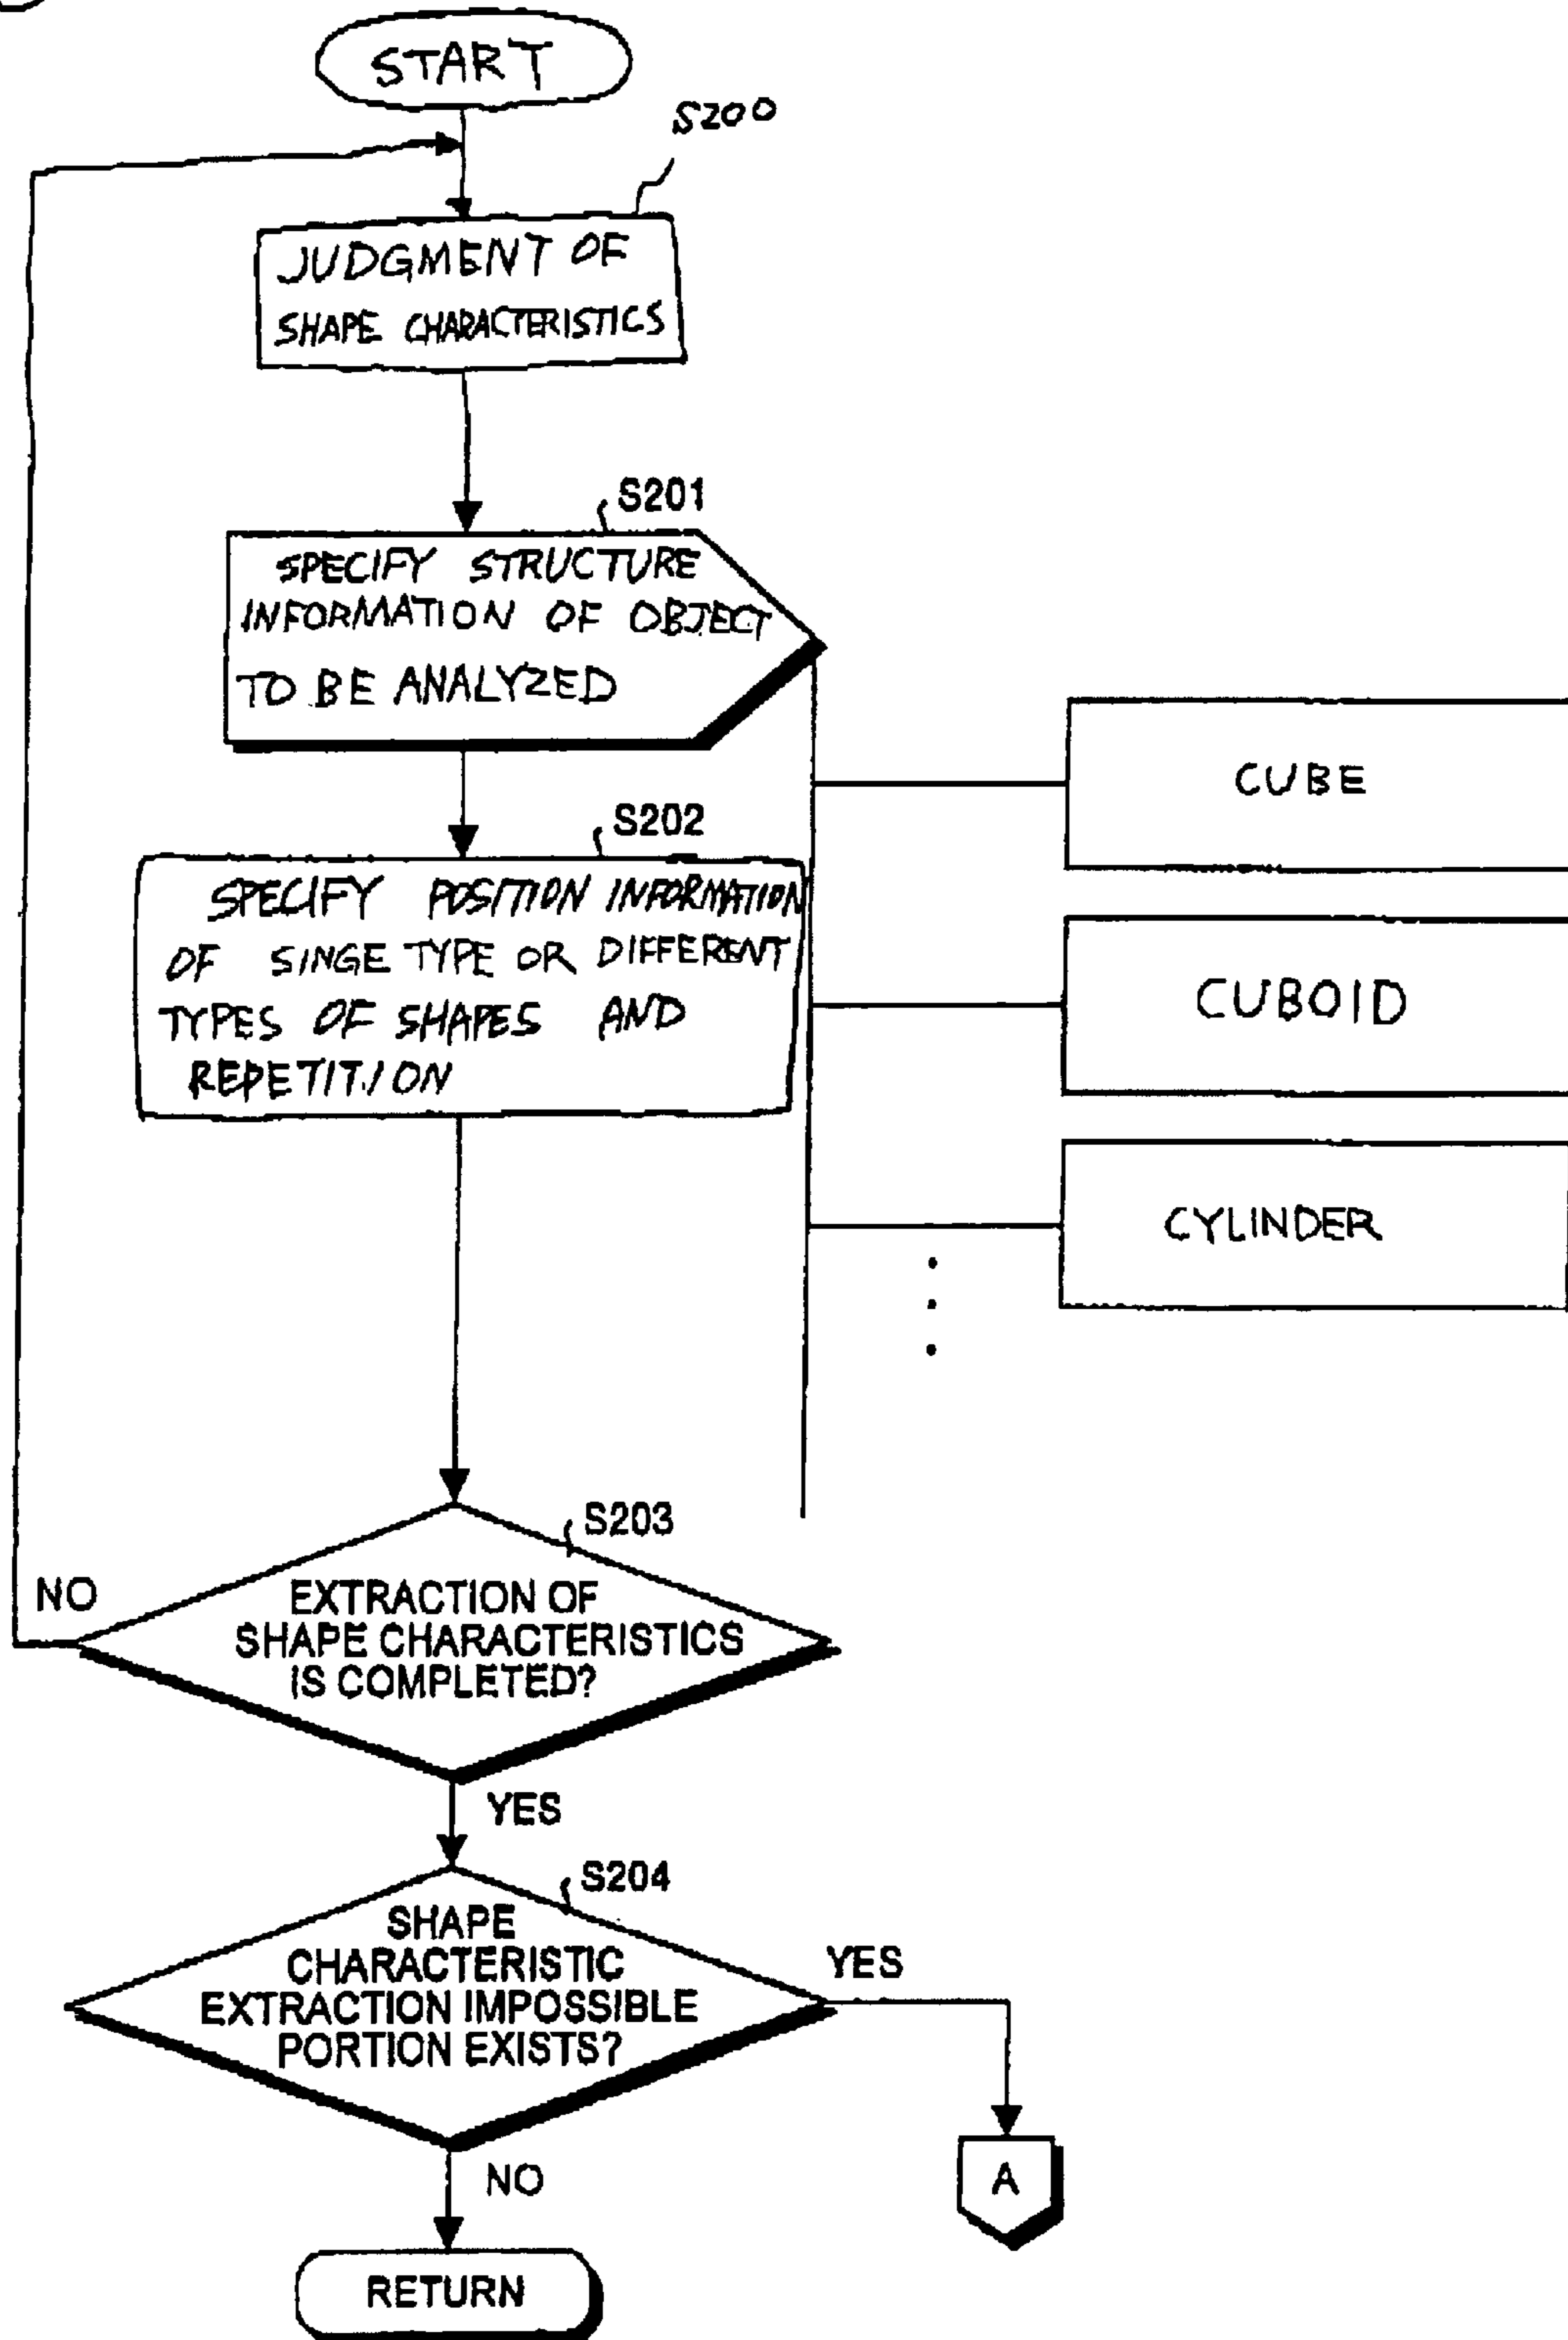 START
S200
JUDGMENT OF
SHAPE CHARACTERISTICS
S201
SPECIFY STRUCTURE
INFORMATION OF OBJECT
TO BE ANALYZED
CUBE
S202
SPECIFY POSITION INFORMATION
OF SINGE TYPE OR DIFFERENT
TYPES OF SHAPES AND
REPETITION
CUBOID
CYLINDER
S203
NO
EXTRACTION OF
SHAPE CHARACTERISTICS
IS COMPLETED?
YES
S204
SHAPE
CHARACTERISTIC
EXTRACTION IMPOSSIBLE
PORTION EXISTS?
YES
A
NO
RETURN